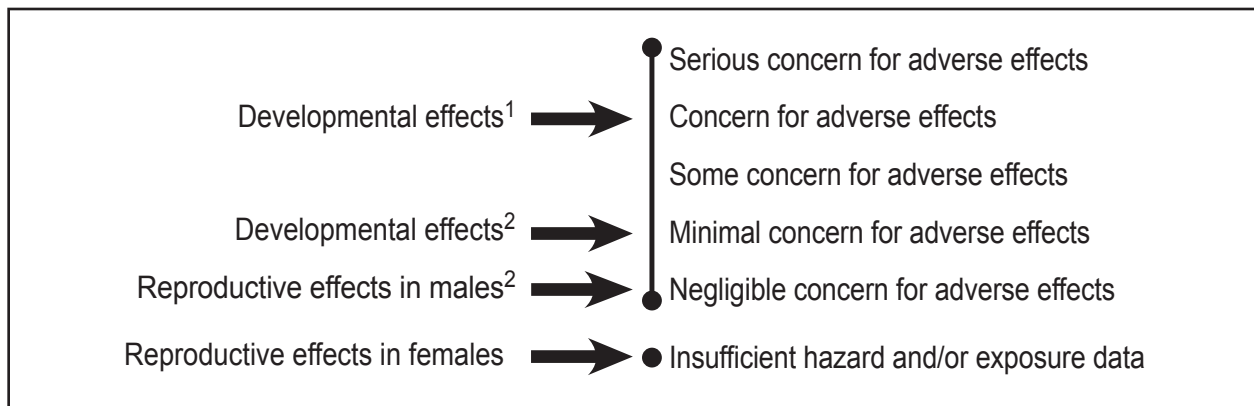 Serious concern for adverse effects
Developmental effects¹ Concern for adverse effects
Some concern for adverse effects
Developmental effects² Minimal concern for adverse effects
Reproductive effects in males² Negligible concern for adverse effects
Reproductive effects in females Insufficient hazard and/or exposure data